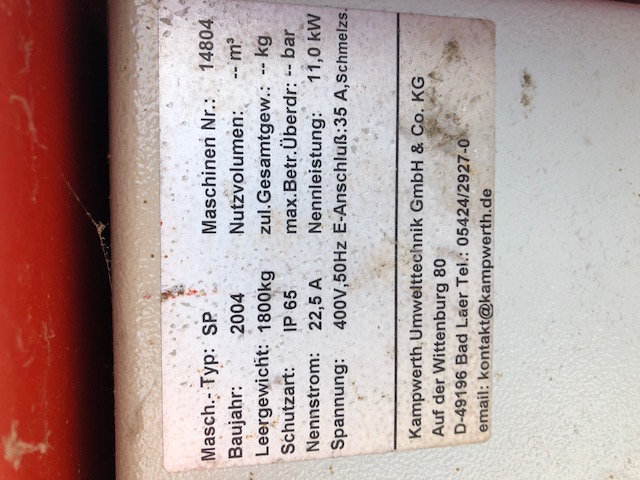 Masch.- Typ: SP Maschinen Nr.: 14804
Baujahr: 2004 Nutzvolumen: -- m³
Leergewicht: 1800kg zul.Gesamtgew.: -- kg
Schutzart: IP 65 max.Betr.Überdr: -- bar
Nennstrom: 22,5 A Nennleistung: 11,0 kW
Spannung: 400V,50Hz E-Anschluß:35 A,Schmelzs.
Kampwerth Umwelttechnik GmbH & Co. KG
Auf der Wittenburg 80
D-49196 Bad Laer Tel.: 05424/2927-0
email: kontakt@kampwerth.de